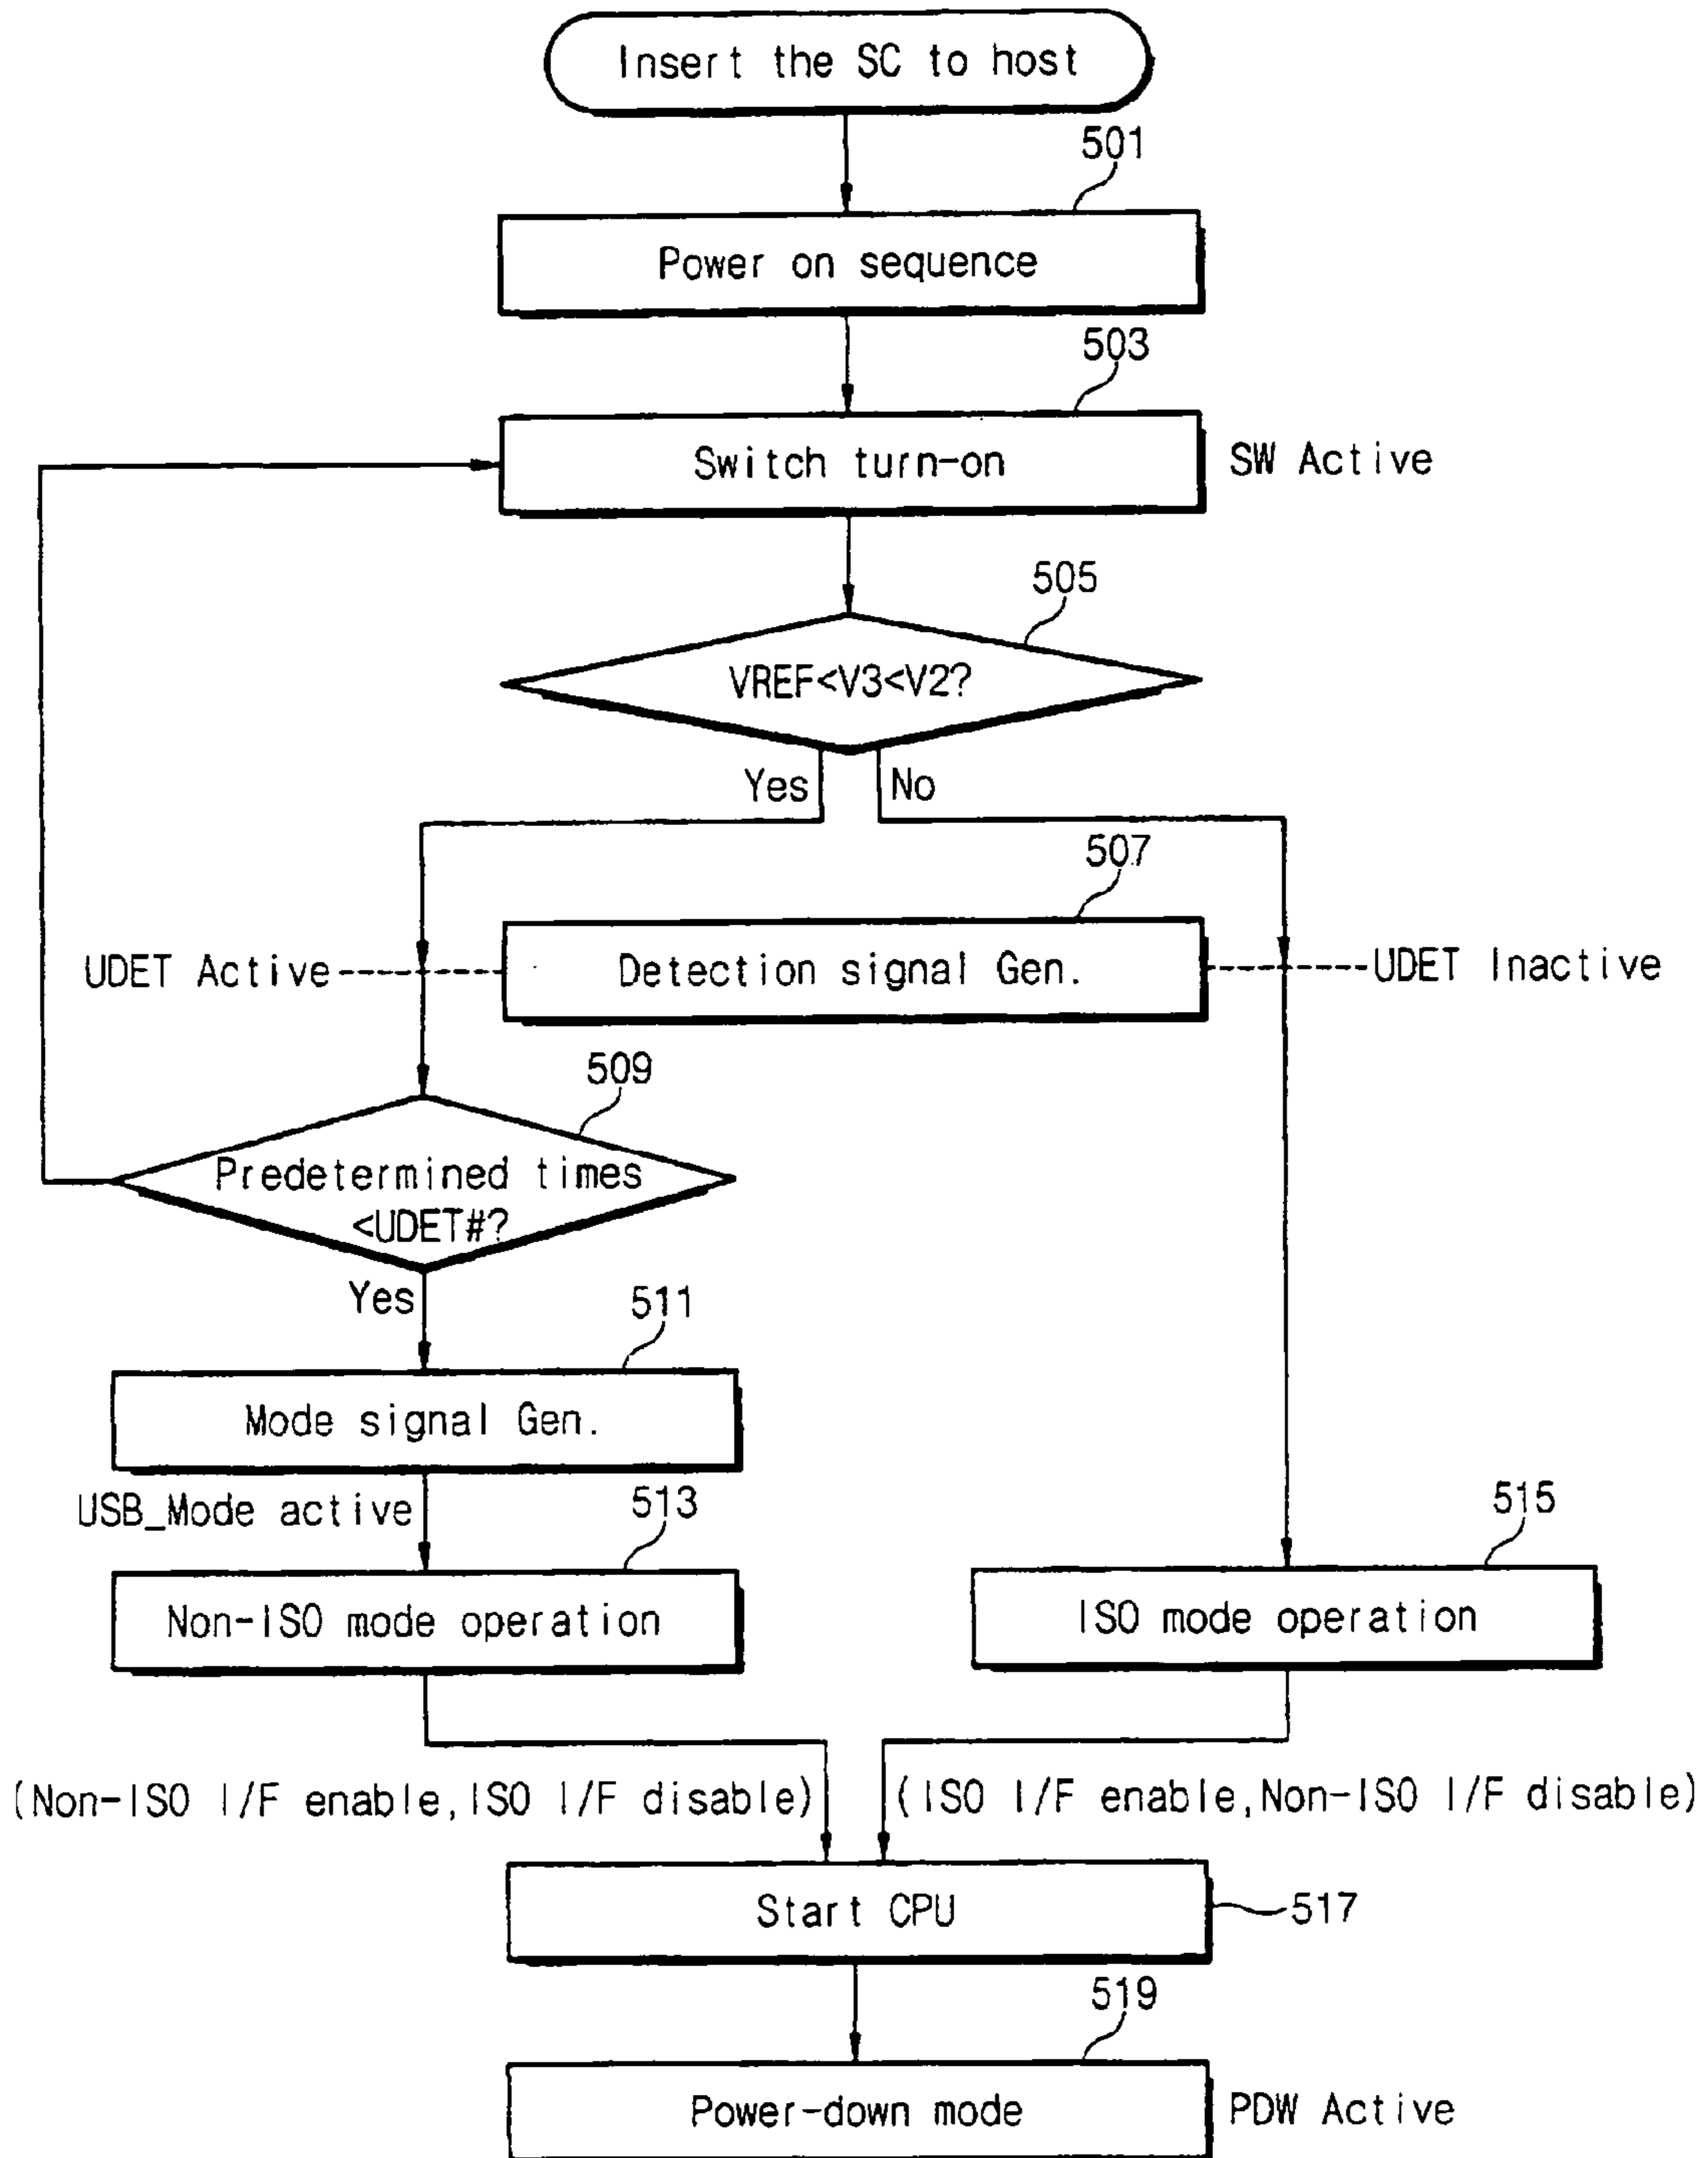 Insert the SC to host
501
Power on sequence
503
Switch turn-on
SW Active
505
VREF<V3<V2?
Yes
No
507
UDET Active
Detection signal Gen.
UDET Inactive
509
Predetermined times
<UDET#?
Yes
511
Mode signal Gen.
USB_Mode active
513
515
Non-ISO mode operation
ISO mode operation
(Non-ISO I/F enable,ISO I/F disable)
(ISO I/F enable,Non-ISO I/F disable)
Start CPU
517
519
Power-down mode
PDW Active